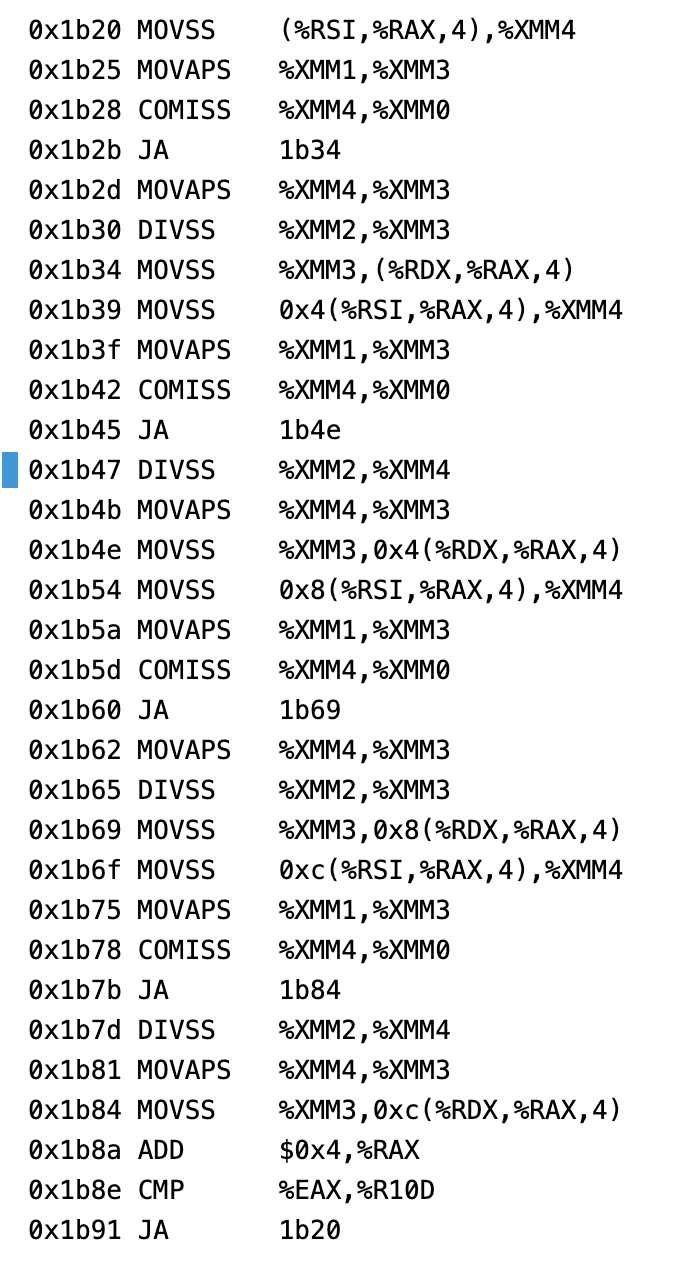 0x1b20 MOVSS (%RSI,%RAX,4),%XMM4
0x1b25 MOVAPS %XMM1,%XMM3
0x1b28 COMISS %XMM4,%XMM0
0x1b2b JA 1b34
0x1b2d MOVAPS %XMM4,%XMM3
0x1b30 DIVSS %XMM2,%XMM3
0x1b34 MOVSS %XMM3,(%RDX,%RAX,4)
0x1b39 MOVSS 0x4(%RSI,%RAX,4),%XMM4
0x1b3f MOVAPS %XMM1,%XMM3
0x1b42 COMISS %XMM4,%XMM0
0x1b45 JA 1b4e
0x1b47 DIVSS %XMM2,%XMM4
0x1b4b MOVAPS %XMM4,%XMM3
0x1b4e MOVSS %XMM3,0x4(%RDX,%RAX,4)
0x1b54 MOVSS 0x8(%RSI,%RAX,4),%XMM4
0x1b5a MOVAPS %XMM1,%XMM3
0x1b5d COMISS %XMM4,%XMM0
0x1b60 JA 1b69
0x1b62 MOVAPS %XMM4,%XMM3
0x1b65 DIVSS %XMM2,%XMM3
0x1b69 MOVSS %XMM3,0x8(%RDX,%RAX,4)
0x1b6f MOVSS 0xc(%RSI,%RAX,4),%XMM4
0x1b75 MOVAPS %XMM1,%XMM3
0x1b78 COMISS %XMM4,%XMM0
0x1b7b JA 1b84
0x1b7d DIVSS %XMM2,%XMM4
0x1b81 MOVAPS %XMM4,%XMM3
0x1b84 MOVSS %XMM3,0xc(%RDX,%RAX,4)
0x1b8a ADD $0x4,%RAX
0x1b8e CMP %EAX,%R10D
0x1b91 JA 1b20